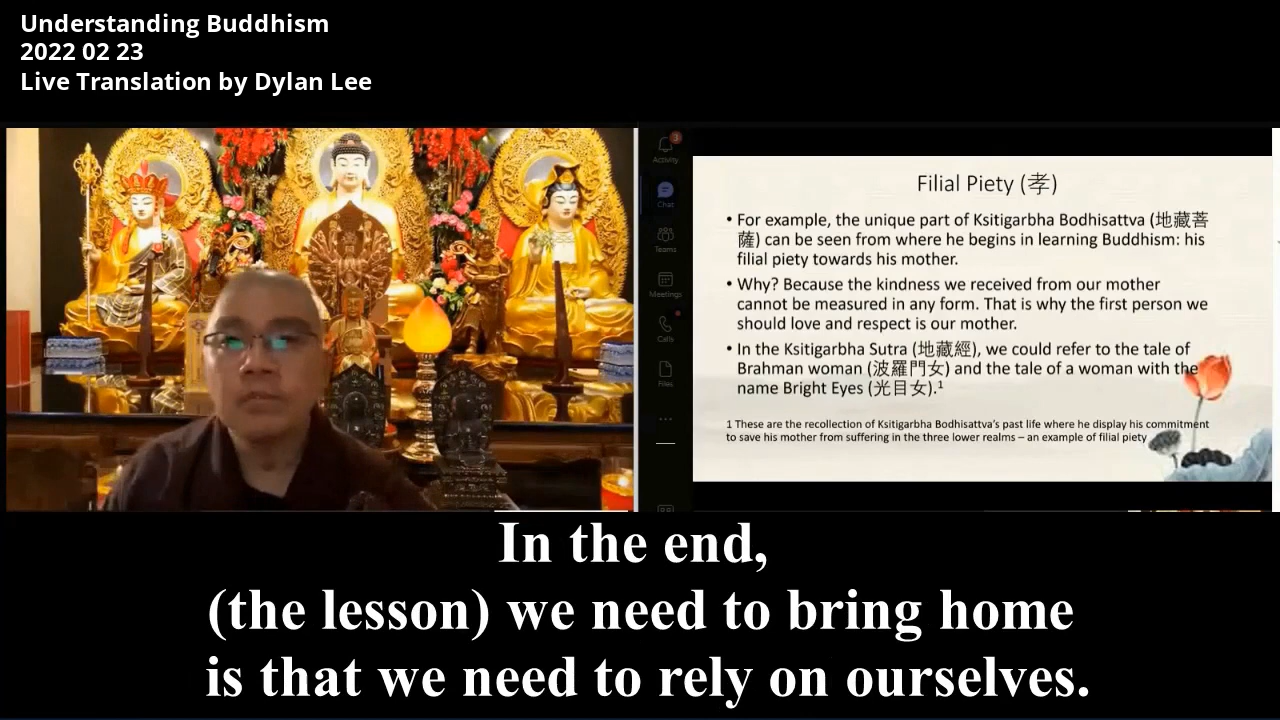 Understanding Buddhism
2022 02 23
Live Translation by Dylan Lee
3
Activity
Chat
Teams
Meetings
Calls
Files
Filial Piety (孝)
• For example, the unique part of Ksitigarbha Bodhisattva (地藏菩
薩) can be seen from where he begins in learning Buddhism: his
filial piety towards his mother.
• Why? Because the kindness we received from our mother
cannot be measured in any form. That is why the first person we
should love and respect is our mother.
• In the Ksitigarbha Sutra (地藏經), we could refer to the tale of
Brahman woman (波羅門女) and the tale of a woman with the
name Bright Eyes (光目女).¹
1 These are the recollection of Ksitigarbha Bodhisattva's past life where he display his commitment
to save his mother from suffering in the three lower realms – an example of filial piety
In the end,
(the lesson) we need to bring home
is that we need to rely on ourselves.